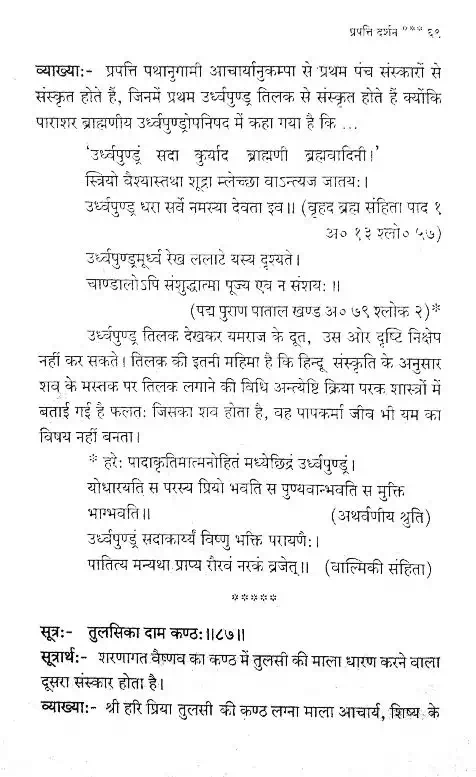 प्रपत्ति दर्शन *** ६९
व्याख्याः- प्रपत्ति पथानुगामी आचार्यानुकम्पा से प्रथम पंच संस्कारों से
संस्कृत होते हैं, जिनमें प्रथम उर्ध्वपुण्ड्र तिलक से संस्कृत होते हैं क्योंकि
पाराशर ब्राह्मणीय उर्ध्वपुण्ड्रोपनिषद में कहा गया है कि ...
'उर्ध्वपुण्ड्रं सदा कुर्याद ब्राह्मणी ब्रह्मवादिनी।'
स्त्रियो वैश्यास्तथा शूद्रा म्लेच्छा वाऽन्त्यज जातयः।
उर्ध्वपुण्ड्र धरा सर्वे नमस्या देवता इव॥ (वृहद ब्रह्म संहिता पाद १
अ० १३ श्लो० ५७)
उर्ध्वपुण्ड्रमूर्ध्व रेख ललाटे यस्य दृश्यते।
चाण्डालोऽपि संशुद्धात्मा पूज्य एव न संशयः ॥
(पद्म पुराण पाताल खण्ड अ० ७९ श्लोक २)*
उर्ध्वपुण्ड्र तिलक देखकर यमराज के दूत, उस ओर दृष्टि निक्षेप
नहीं कर सकते। तिलक की इतनी महिमा है कि हिन्दू संस्कृति के अनुसार
शव के मस्तक पर तिलक लगाने की विधि अन्त्येष्टि क्रिया परक शास्त्रों में
बताई गई है फलतः जिसका शव होता है, वह पापकर्मा जीव भी यम का
विषय नहीं बनता।
* हरेः पादाकृतिमात्मनोहितं मध्येछिद्रं उर्ध्वपुण्ड्रं।
योधारयति स परस्य प्रियो भवति स पुण्यवान्भवति स मुक्ति
भाग्भवति॥ (अथर्वणीय श्रुति)
उर्ध्वपुण्ड्रं सदाकार्य्यं विष्णु भक्ति परायणैः।
पातित्य मन्यथा प्राप्य रौरवं नरकं व्रजेत्॥ (वाल्मिकी संहिता)
*****
सूत्रः- तुलसिका दाम कण्ठः॥८७॥
सूत्रार्थः- शरणागत वैष्णव का कण्ठ में तुलसी की माला धारण करने वाला
दूसरा संस्कार होता है।
व्याख्याः- श्री हरि प्रिया तुलसी की कण्ठ लग्ना माला आचार्य, शिष्य के